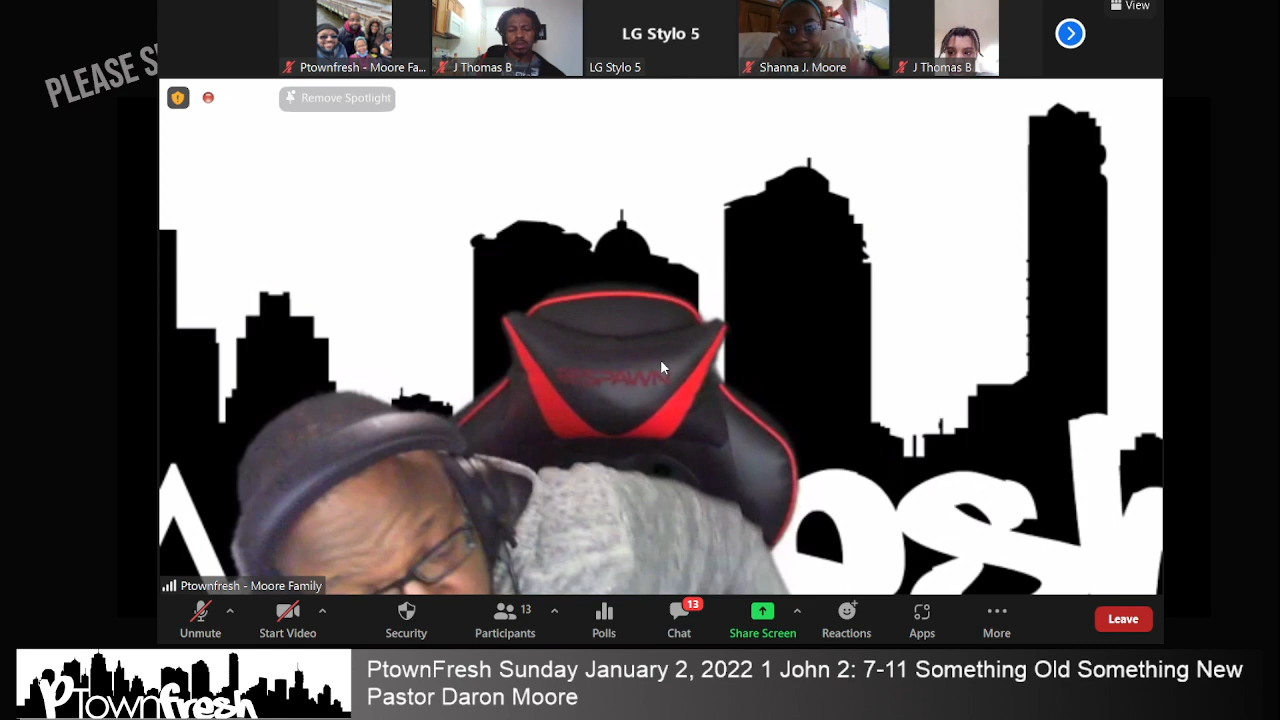 PLEASE S
LG Stylo 5
View
Ptownfresh - Moore Fa...
J Thomas B
LG Stylo 5
Shanna J. Moore
J Thomas B
Remove Spotlight
RESPAWN
Ptownfresh - Moore Family
13
13
Unmute
Start Video
Security
Participants
Polls
Chat
Share Screen
Reactions
Apps
More
Leave
PTownfresh
PtownFresh Sunday January 2, 2022 1 John 2: 7-11 Something Old Something New
Pastor Daron Moore